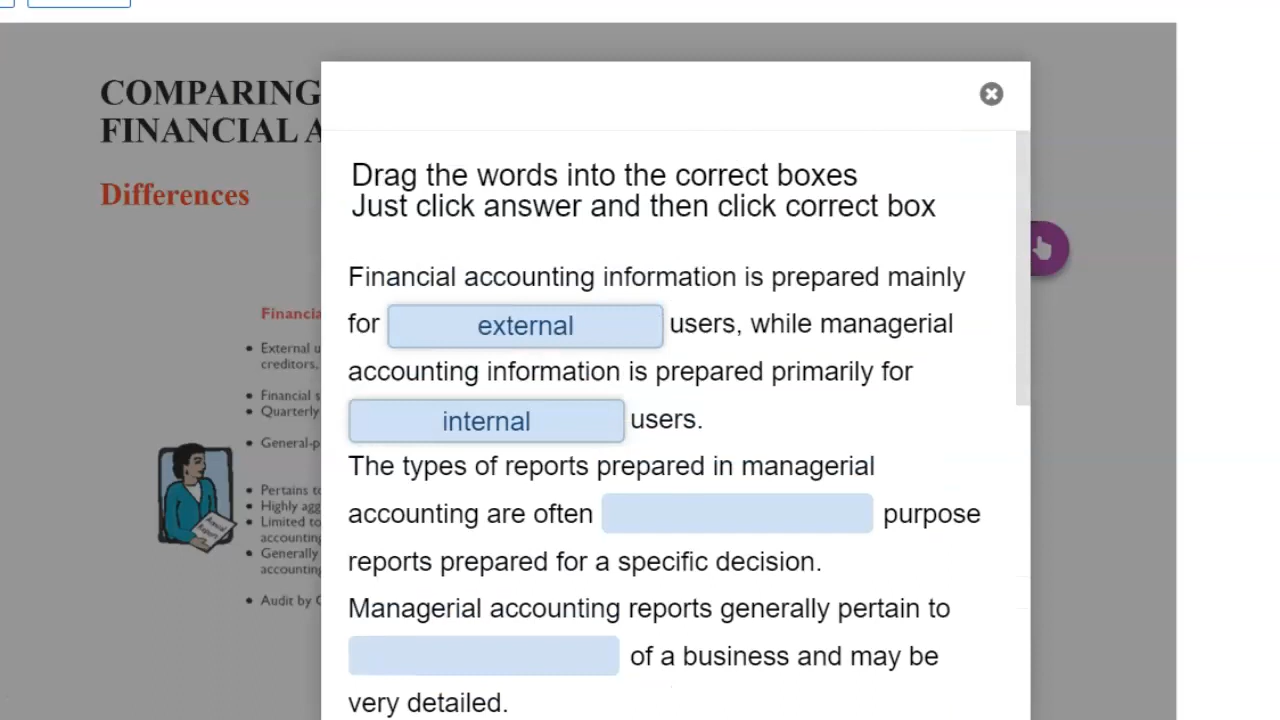 COMPARING
FINANCIAL A
Differences
Financia
External u
creditors,
Financial s
Quarterly
General-p
Pertains to
Highly agg
Limited to
accounting
Generally
accounting
Audit by C
Annual
Report
Drag the words into the correct boxes
Just click answer and then click correct box
Financial accounting information is prepared mainly
for external users, while managerial
accounting information is prepared primarily for
internal users.
The types of reports prepared in managerial
accounting are often purpose
reports prepared for a specific decision.
Managerial accounting reports generally pertain to
of a business and may be
very detailed.